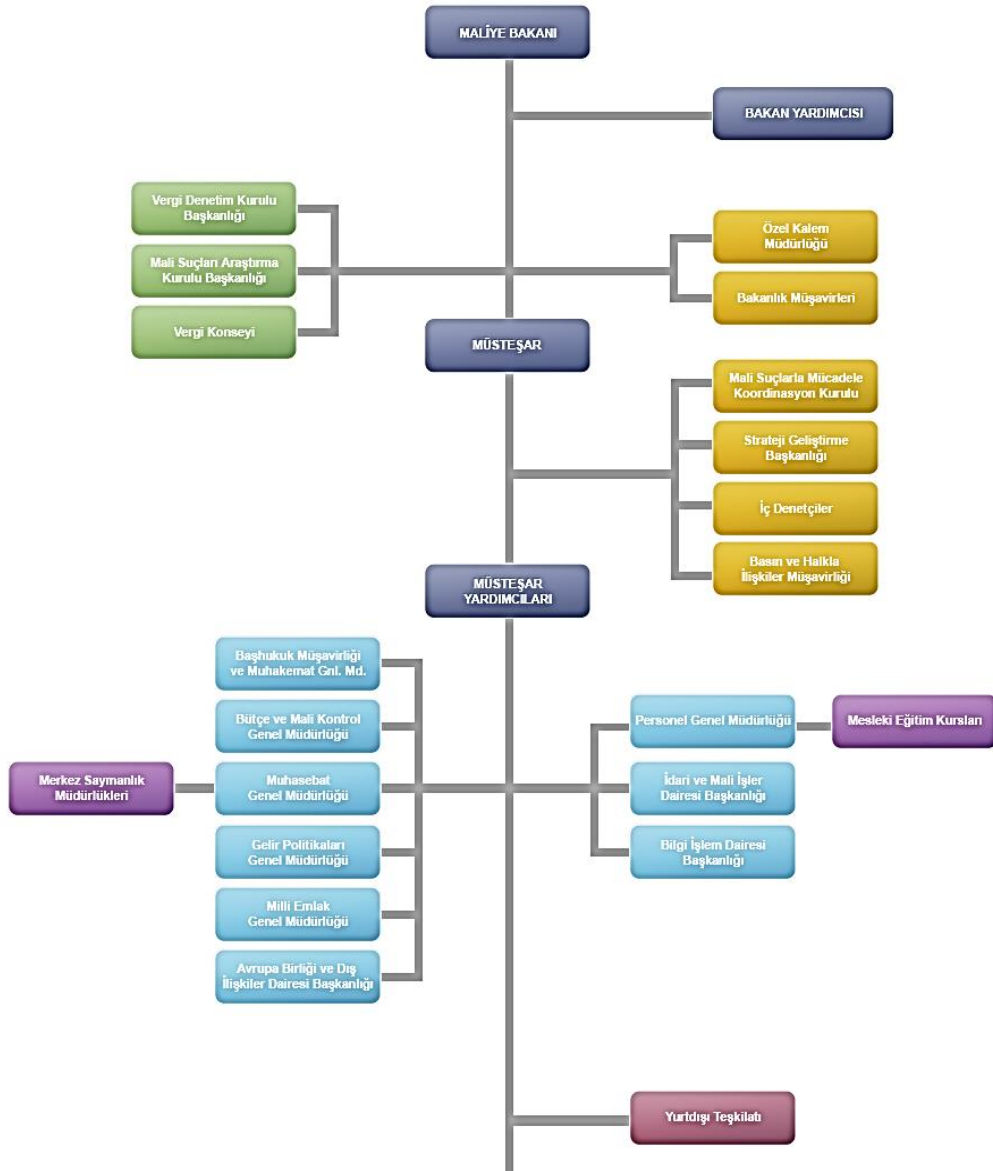 MALİYE BAKANI
BAKAN YARDIMCISI
Vergi Denetim Kurulu
Başkanlığı
Mali Suçları Araştırma
Kurulu Başkanlığı
Vergi Konseyi
Özel Kalem
Müdürlüğü
Bakanlık Müşavirleri
MÜSTEŞAR
Mali Suçlarla Mücadele
Koordinasyon Kurulu
Strateji Geliştirme
Başkanlığı
İç Denetçiler
Basın ve Halkla
İlişkiler Müşavirliği
MÜSTEŞAR
YARDIMCILARI
Başhukuk Müşavirliği
ve Muhakemat Gnl. Md.
Bütçe ve Mali Kontrol
Genel Müdürlüğü
Merkez Saymanlık
Müdürlükleri
Muhasebat
Genel Müdürlüğü
Gelir Politikaları
Genel Müdürlüğü
Milli Emlak
Genel Müdürlüğü
Avrupa Birliği ve Dış
İlişkiler Dairesi Başkanlığı
Personel Genel Müdürlüğü
Mesleki Eğitim Kursları
İdari ve Mali İşler
Dairesi Başkanlığı
Bilgi İşlem Dairesi
Başkanlığı
Yurtdışı Teşkilatı